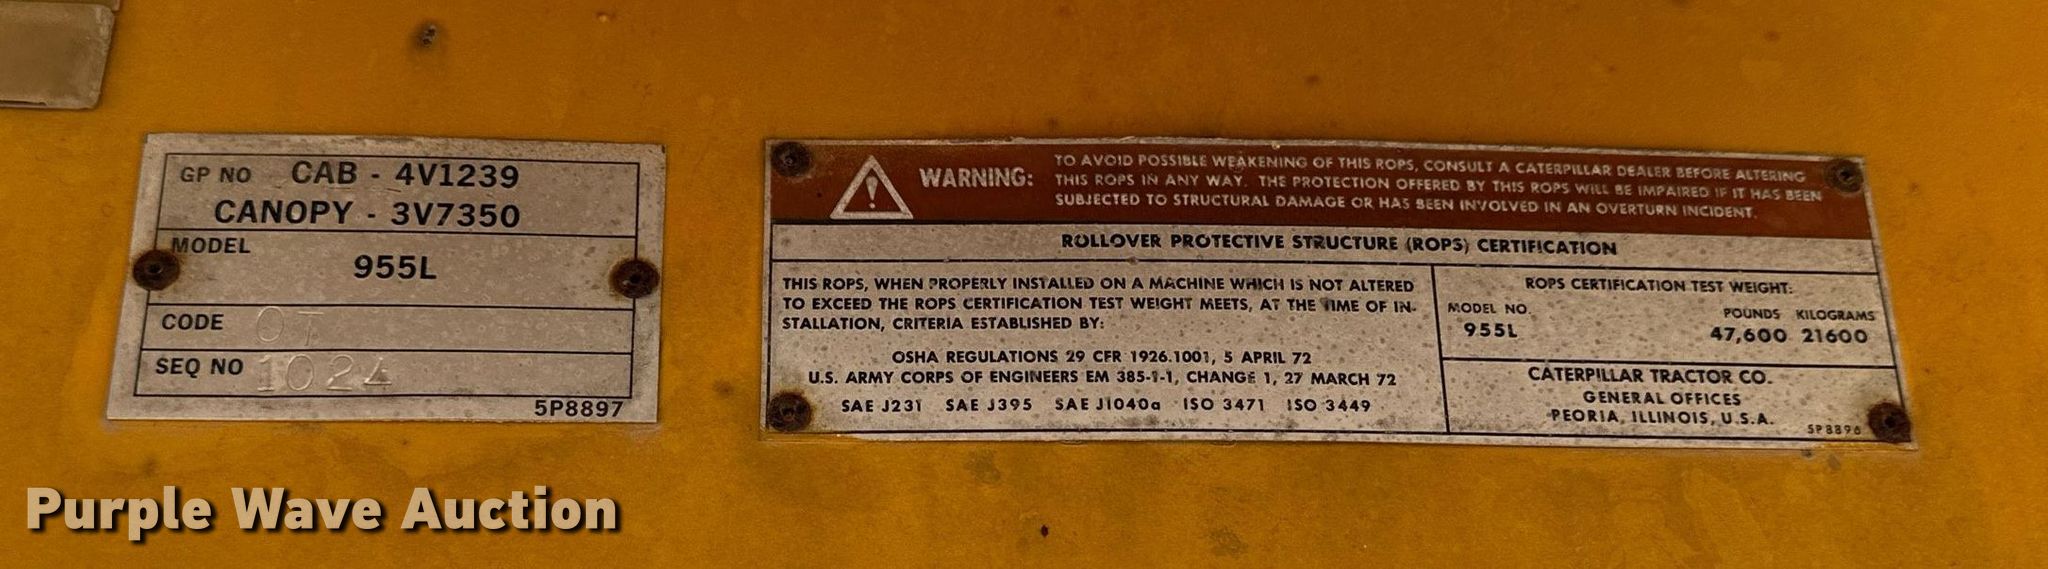 GP NO CAB - 4V1239
CANOPY - 3V7350
MODEL
955L
CODE 0T
SEQ NO 1024
5P8897
WARNING:
TO AVOID POSSIBLE WEAKENING OF THIS ROPS, CONSULT A CATERPILLAR DEALER BEFORE ALTERING
THIS ROPS IN ANY WAY. THE PROTECTION OFFERED BY THIS ROPS WILL BE IMPAIRED IF IT HAS BEEN
SUBJECTED TO STRUCTURAL DAMAGE OR HAS BEEN INVOLVED IN AN OVERTURN INCIDENT.
ROLLOVER PROTECTIVE STRUCTURE (ROPS) CERTIFICATION
THIS ROPS, WHEN PROPERLY INSTALLED ON A MACHINE WHICH IS NOT ALTERED
TO EXCEED THE ROPS CERTIFICATION TEST WEIGHT MEETS, AT THE TIME OF IN-
STALLATION, CRITERIA ESTABLISHED BY:
OSHA REGULATIONS 29 CFR 1926.1001, 5 APRIL 72
U.S. ARMY CORPS OF ENGINEERS EM 385-1-1, CHANGE 1, 27 MARCH 72
SAE J231 SAE J395 SAE J1040a ISO 3471 ISO 3449
ROPS CERTIFICATION TEST WEIGHT:
MODEL NO. POUNDS KILOGRAMS
955L 47,600 21600
CATERPILLAR TRACTOR CO.
GENERAL OFFICES
PEORIA, ILLINOIS, U.S.A.
5P8896
Purple Wave Auction